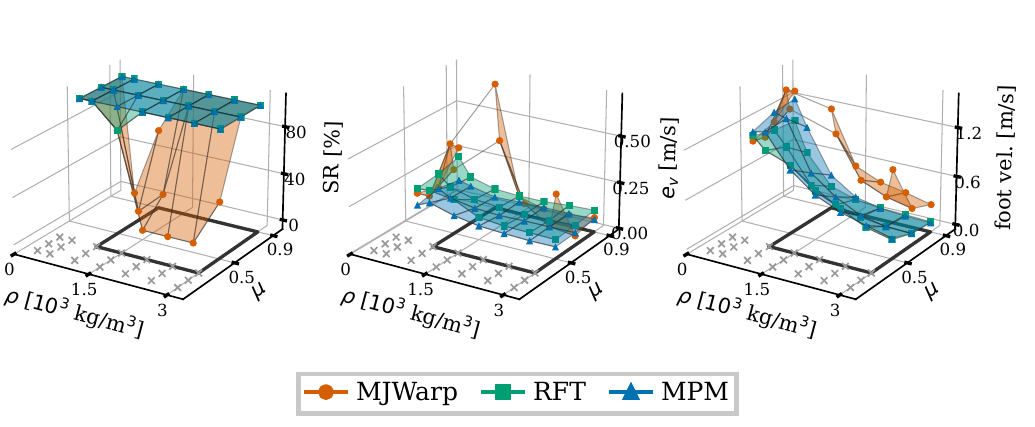 80
40
0
SR [%]
0.9
0.5
μ
0
1.5
3
ρ [10³ kg/m³]
0.50
0.25
0.00
e_v [m/s]
0.9
0.5
μ
0
1.5
3
ρ [10³ kg/m³]
1.2
0.6
0.0
foot vel. [m/s]
0.9
0.5
μ
0
1.5
3
ρ [10³ kg/m³]
MJWarp RFT MPM